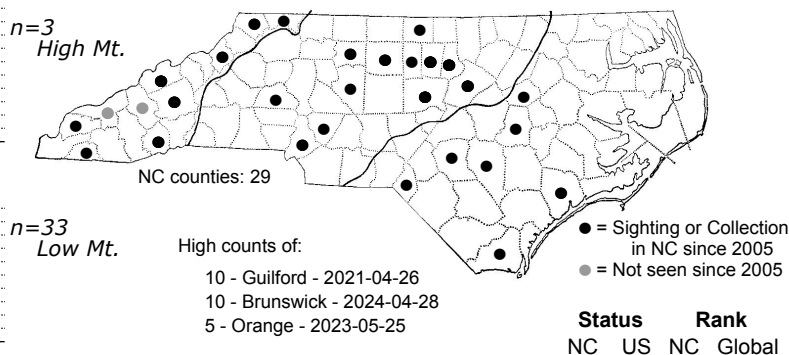 n=3
High Mt.
NC counties: 29
n=33
Low Mt.
High counts of:
10 - Guilford - 2021-04-26
10 - Brunswick - 2024-04-28
5 - Orange - 2023-05-25
● = Sighting or Collection
in NC since 2005
● = Not seen since 2005
Status Rank
NC US NC Global